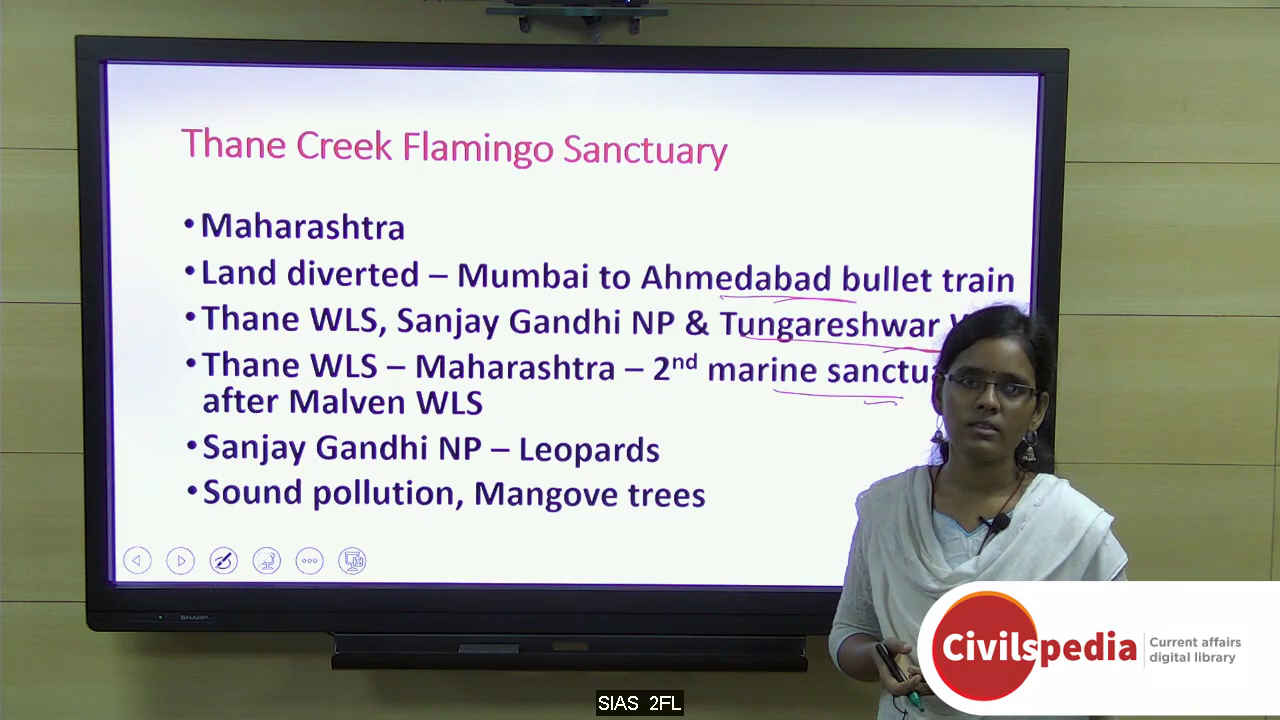 Thane Creek Flamingo Sanctuary
• Maharashtra
• Land diverted – Mumbai to Ahmedabad bullet train
• Thane WLS, Sanjay Gandhi NP & Tungareshwar
• Thane WLS – Maharashtra – 2nd marine
after Malven WLS
• Sanjay Gandhi NP – Leopards
• Sound pollution, Mangove trees
SHARP
Civilspedia
Current affairs
digital library
SIAS 2FL